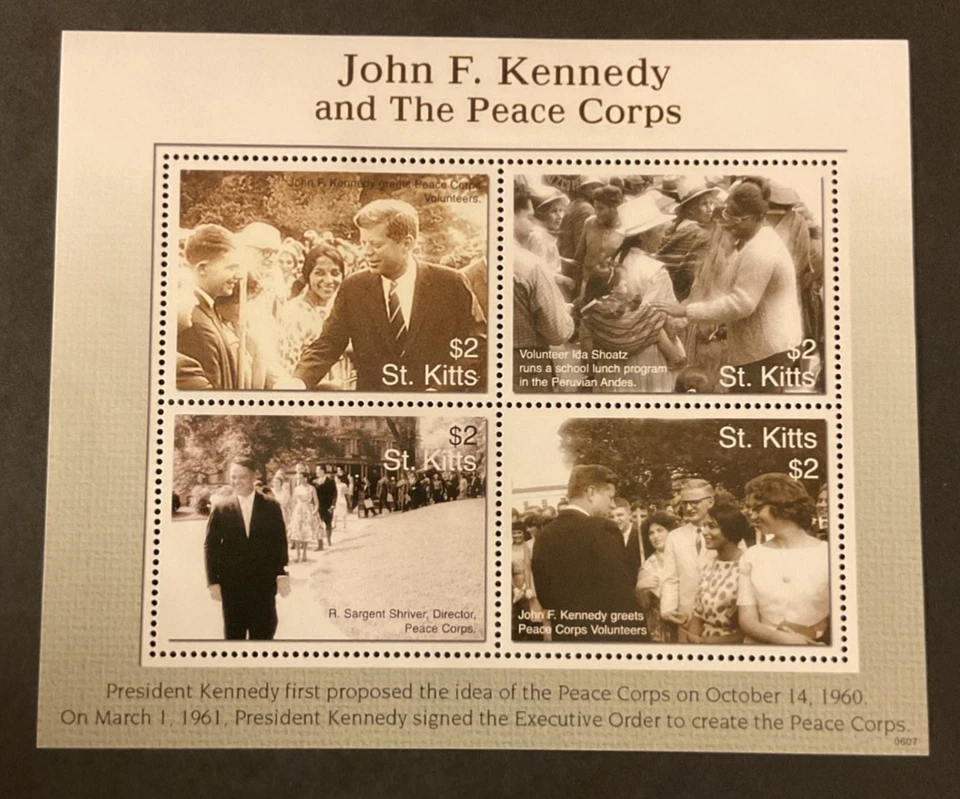 John F. Kennedy
and The Peace Corps
John F. Kennedy greets Peace Corps
Volunteers.
$2
St. Kitts
Volunteer Ida Shoatz
runs a school lunch program
in the Peruvian Andes.
$2
St. Kitts
$2
St. Kitts
R. Sargent Shriver, Director,
Peace Corps.
St. Kitts
$2
John F. Kennedy greets
Peace Corps Volunteers.
President Kennedy first proposed the idea of the Peace Corps on October 14, 1960.
On March 1, 1961, President Kennedy signed the Executive Order to create the Peace Corps.
0607